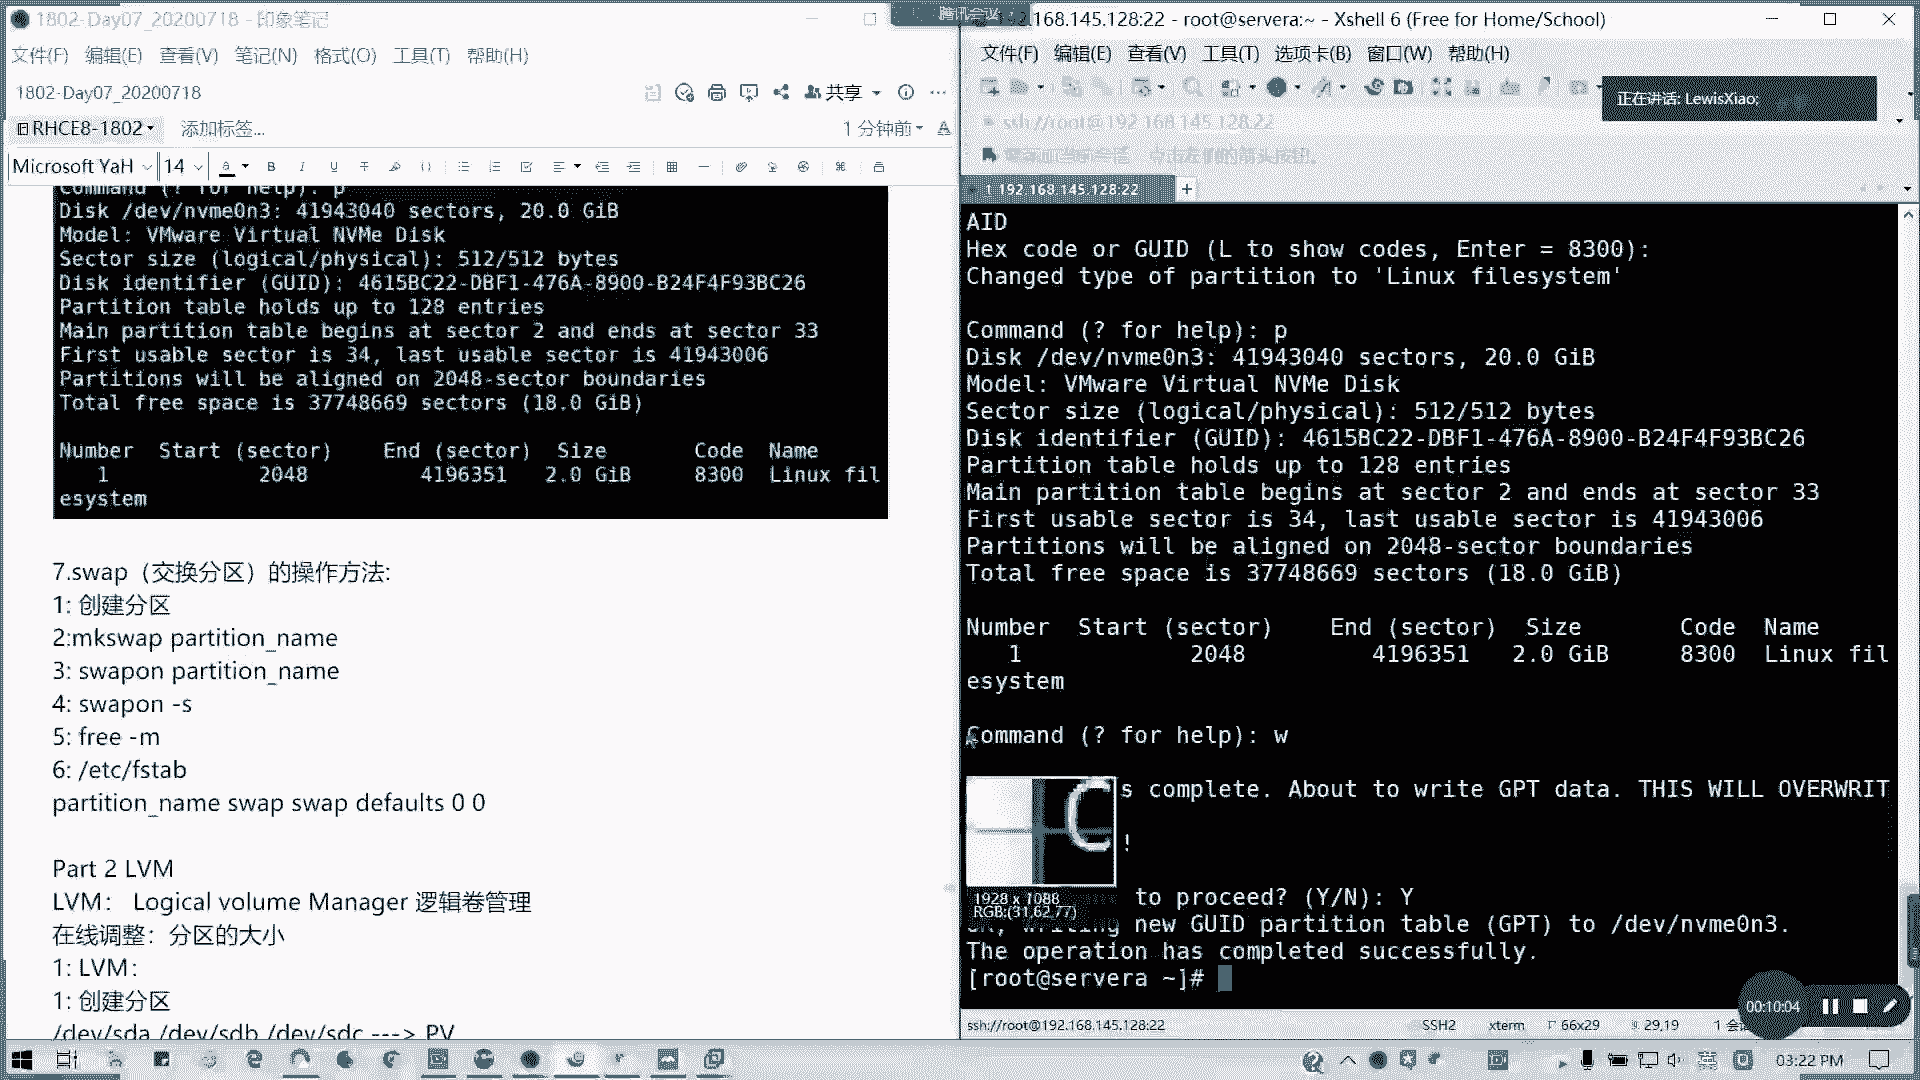 1802-Day07_20200718 - 印象笔记
文件(F) 编辑(E) 查看(V) 笔记(N) 格式(O) 工具(T) 帮助(H)
1802-Day07_20200718
共享
RHCE8-1802
添加标签...
1 分钟前
Microsoft YaH 14
Command (? for help): p
Disk /dev/nvme0n3: 41943040 sectors, 20.0 GiB
Model: VMware Virtual NVMe Disk
Sector size (logical/physical): 512/512 bytes
Disk identifier (GUID): 4615BC22-DBF1-476A-8900-B24F4F93BC26
Partition table holds up to 128 entries
Main partition table begins at sector 2 and ends at sector 33
First usable sector is 34, last usable sector is 41943006
Partitions will be aligned on 2048-sector boundaries
Total free space is 37748669 sectors (18.0 GiB)
Number Start (sector) End (sector) Size Code Name
1 2048 4196351 2.0 GiB 8300 Linux fil
esystem
7.swap（交换分区）的操作方法:
1: 创建分区
2:mkswap partition_name
3: swapon partition_name
4: swapon -s
5: free -m
6: /etc/fstab
partition_name swap swap defaults 0 0
Part 2 LVM
LVM： Logical volume Manager 逻辑卷管理
在线调整：分区的大小
1: LVM：
1: 创建分区
/dev/sda /dev/sdb /dev/sdc ---> PV
腾讯会议
192.168.145.128:22 - root@servera:~ - Xshell 6 (Free for Home/School)
文件(F) 编辑(E) 查看(V) 工具(T) 选项卡(B) 窗口(W) 帮助(H)
正在讲话: LewisXiao;
ssh://root@192.168.145.128:22
1 192.168.145.128:22
AID
Hex code or GUID (L to show codes, Enter = 8300):
Changed type of partition to 'Linux filesystem'
Command (? for help): p
Disk /dev/nvme0n3: 41943040 sectors, 20.0 GiB
Model: VMware Virtual NVMe Disk
Sector size (logical/physical): 512/512 bytes
Disk identifier (GUID): 4615BC22-DBF1-476A-8900-B24F4F93BC26
Partition table holds up to 128 entries
Main partition table begins at sector 2 and ends at sector 33
First usable sector is 34, last usable sector is 41943006
Partitions will be aligned on 2048-sector boundaries
Total free space is 37748669 sectors (18.0 GiB)
Number Start (sector) End (sector) Size Code Name
1 2048 4196351 2.0 GiB 8300 Linux fil
esystem
Command (? for help): w
s complete. About to write GPT data. THIS WILL OVERWRIT
!
to proceed? (Y/N): Y
new GUID partition table (GPT) to /dev/nvme0n3.
The operation has completed successfully.
[root@servera ~]#
1928 x 1088
RGB:(31,62,77)
00:10:04
ssh://root@192.168.145.128:22 SSH2 xterm 66x29 29,19
03:22 PM